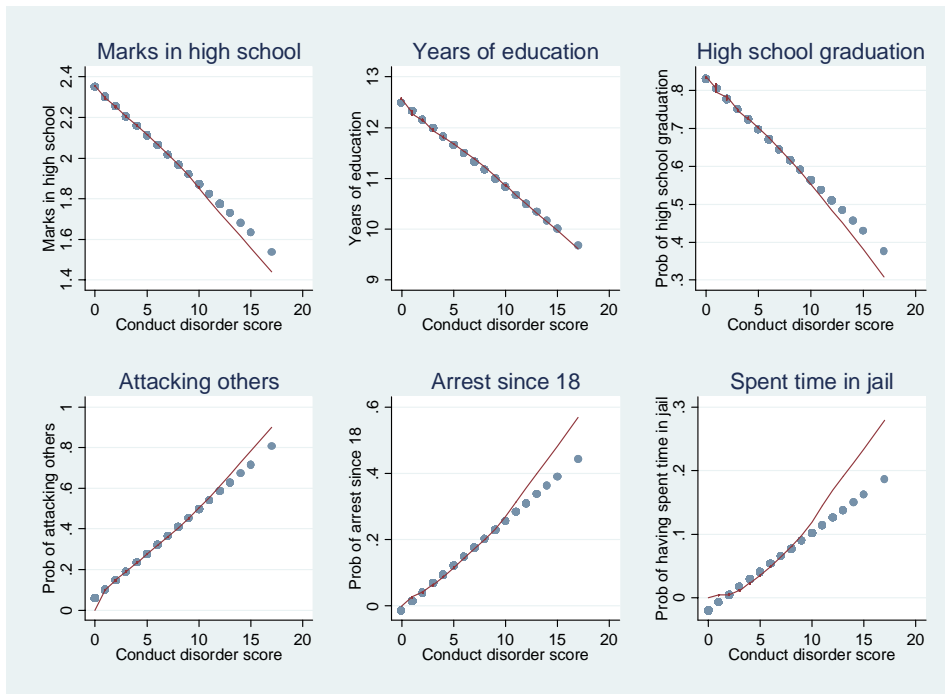 Marks in high school
Marks in high school
2.4
2.2
2
1.8
1.6
1.4
0 5 10 15 20
Conduct disorder score
Years of education
Years of education
13
12
11
10
9
0 5 10 15 20
Conduct disorder score
High school graduation
Prob of high school graduation
.8
.7
.6
.5
.4
.3
0 5 10 15 20
Conduct disorder score
Attacking others
Prob of attacking others
1
.8
.6
.4
.2
0
0 5 10 15 20
Conduct disorder score
Arrest since 18
Prob of arrest since 18
.6
.4
.2
0
0 5 10 15 20
Conduct disorder score
Spent time in jail
Prob of having spent time in jail
.3
.2
.1
0
0 5 10 15 20
Conduct disorder score